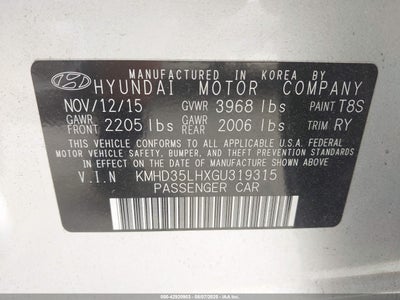 MANUFACTURED IN KOREA BY
HYUNDAI MOTOR COMPANY
NOV/12/15 GVWR 3968 lbs PAINT T8S
GAWR FRONT 2205 lbs GAWR REAR 2006 lbs TRIM RY
THIS VEHICLE CONFORMS TO ALL APPLICABLE U.S.A. FEDERAL
MOTOR VEHICLE SAFETY, BUMPER, AND THEFT PREVENTION
STANDARDS IN EFFECT ON THE DATE OF MANUFACTURE SHOWN ABOVE.
V.I.N KMHD35LHXGU319315
PASSENGER CAR